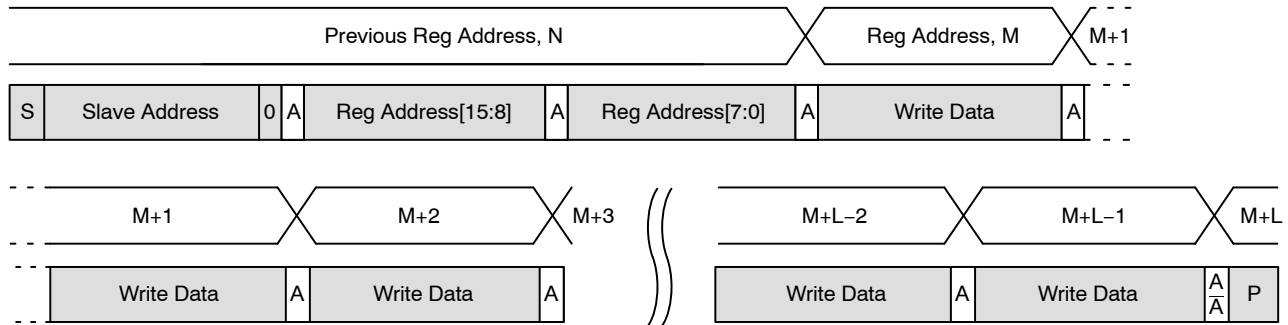 Previous Reg Address, N Reg Address, M M+1
S Slave Address 0 A Reg Address[15:8] A Reg Address[7:0] A Write Data A
M+1 M+2 M+3 M+L−2 M+L−1 M+L
Write Data A Write Data A Write Data A Write Data A/A̅ P